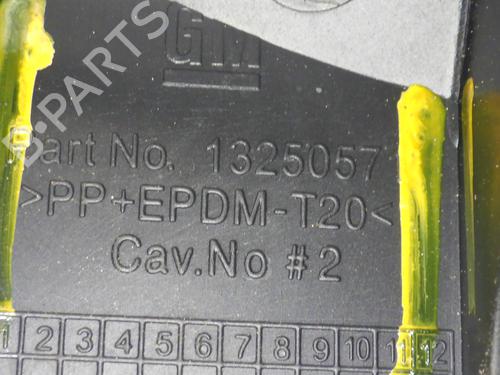 GM
Part No. 1325057
>PP+EPDM-T20<
Cav.No #2
1 2 3 4 5 6 7 8 9 10 11 12
B-PARTS